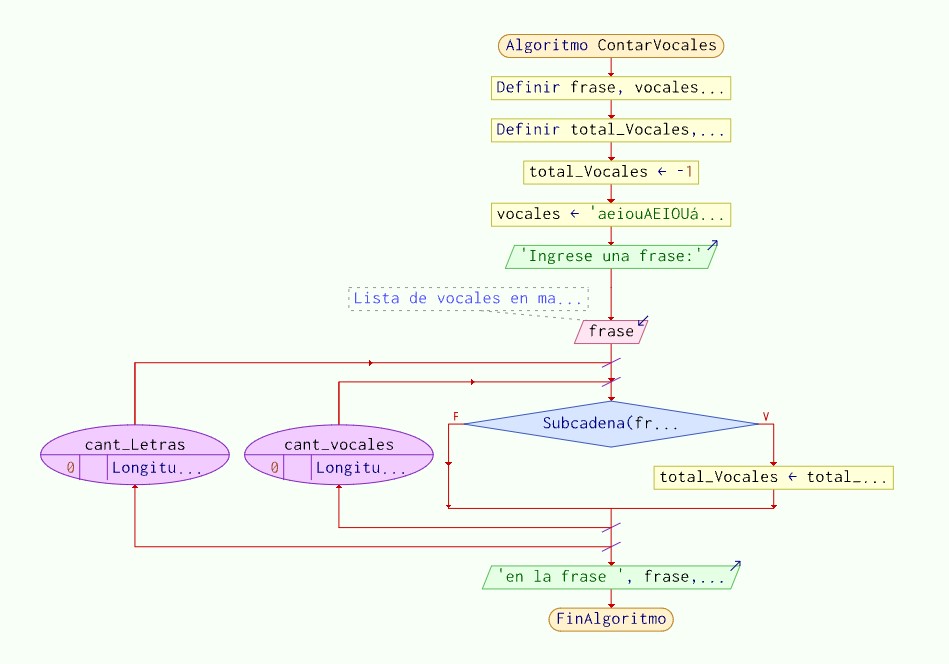 Algoritmo ContarVocales
Definir frase, vocales...
Definir total_Vocales,...
total_Vocales ← -1
vocales ← 'aeiouAEIOUá...
'Ingrese una frase:'
Lista de vocales en ma...
frase
cant_Letras
0 Longitu...
cant_vocales
0 Longitu...
F
Subcadena(fr...
V
total_Vocales ← total_...
'en la frase ', frase,...
FinAlgoritmo